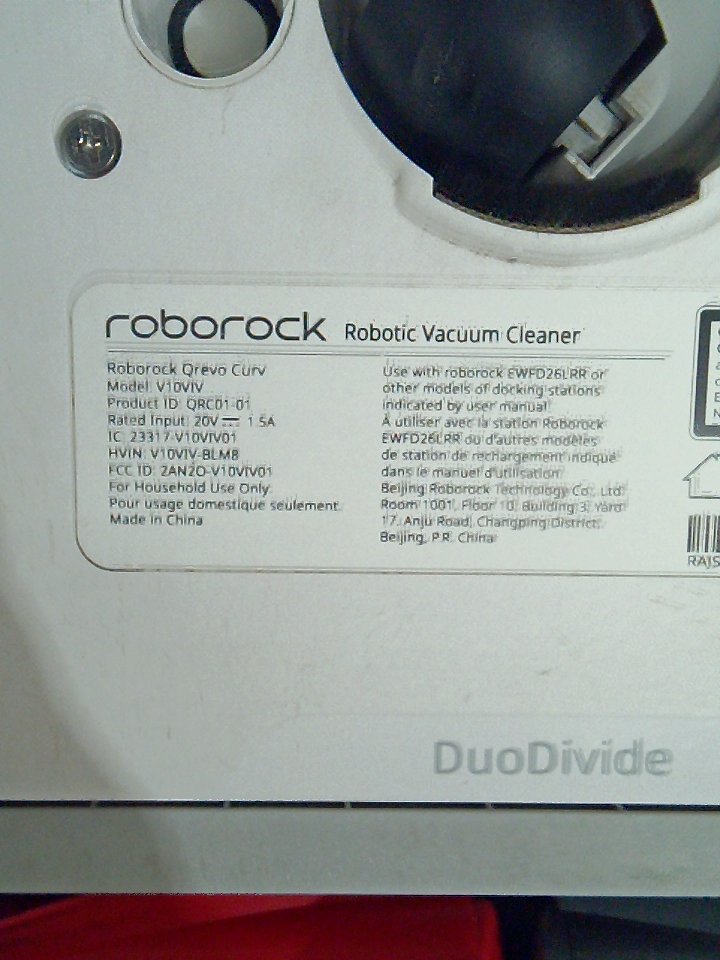 roborock Robotic Vacuum Cleaner
Roborock Qrevo Curv
Model: V10VIV
Product ID: QRC01-01
Rated Input: 20V⎓ 1.5A
IC: 23317-V10VIV01
HVIN: V10VIV-BLM8
FCC ID: 2AN2O-V10VIV01
For Household Use Only.
Pour usage domestique seulement.
Made in China
Use with roborock EWFD26LRR or
other models of docking stations
indicated by user manual.
À utiliser avec la station Roborock
EWFD26LRR ou d'autres modèles
de station de rechargement indiqué
dans le manuel d'utilisation.
Beijing Roborock Technology Co., Ltd.
Room 1001, Floor 10, Building 3, Yard
17, Anju Road, Changping District,
Beijing, P.R. China
DuoDivide